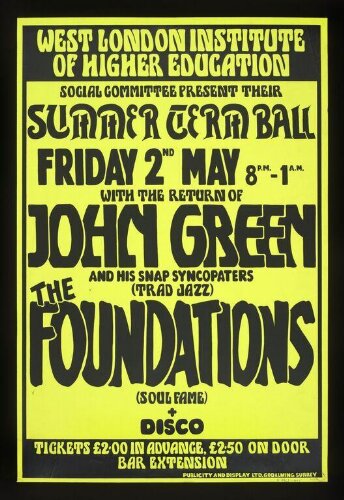 WEST LONDON INSTITUTE
OF HIGHER EDUCATION
SOCIAL COMMITTEE PRESENT THEIR
SUMMER TERM BALL
FRIDAY 2ND MAY 8P.M.-1A.M.
WITH THE RETURN OF
JOHN GREEN
AND HIS SNAP SYNCOPATERS
(TRAD JAZZ)
THE
FOUNDATIONS
(SOUL FAME)
+
DISCO
TICKETS £2·00 IN ADVANCE, £2·50 ON DOOR
BAR EXTENSION
PUBLICITY AND DISPLAY LTD, GODALMING SURREY